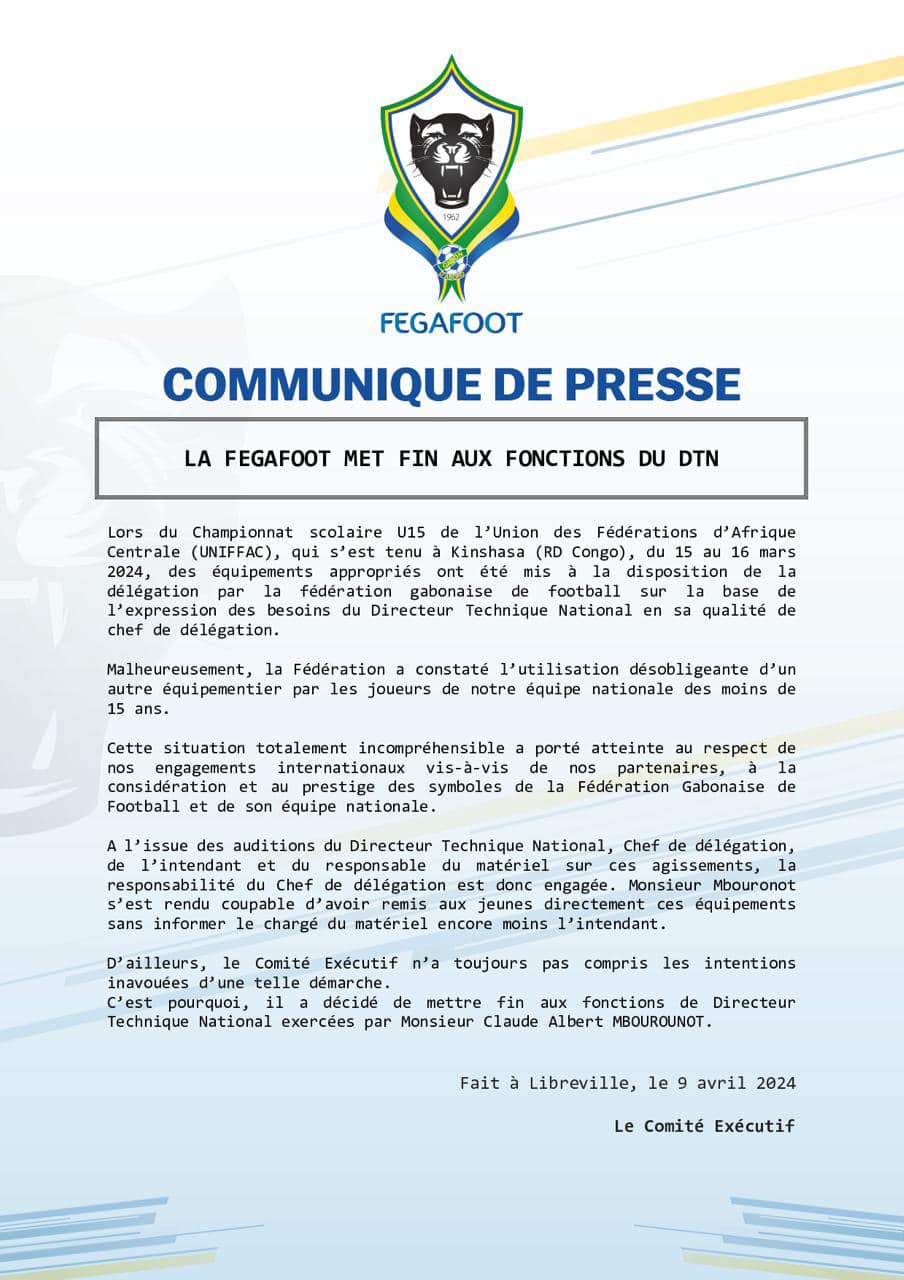 1962
GABON
FEGAFOOT
COMMUNIQUE DE PRESSE
LA FEGAFOOT MET FIN AUX FONCTIONS DU DTN
Lors du Championnat scolaire U15 de l’Union des Fédérations d’Afrique
Centrale (UNIFFAC), qui s’est tenu à Kinshasa (RD Congo), du 15 au 16 mars
2024, des équipements appropriés ont été mis à la disposition de la
délégation par la fédération gabonaise de football sur la base de
l’expression des besoins du Directeur Technique National en sa qualité de
chef de délégation.
Malheureusement, la Fédération a constaté l’utilisation désobligeante d’un
autre équipementier par les joueurs de notre équipe nationale des moins de
15 ans.
Cette situation totalement incompréhensible a porté atteinte au respect de
nos engagements internationaux vis-à-vis de nos partenaires, à la
considération et au prestige des symboles de la Fédération Gabonaise de
Football et de son équipe nationale.
A l’issue des auditions du Directeur Technique National, Chef de délégation,
de l’intendant et du responsable du matériel sur ces agissements, la
responsabilité du Chef de délégation est donc engagée. Monsieur Mbouronot
s’est rendu coupable d’avoir remis aux jeunes directement ces équipements
sans informer le chargé du matériel encore moins l’intendant.
D’ailleurs, le Comité Exécutif n’a toujours pas compris les intentions
inavouées d’une telle démarche.
C’est pourquoi, il a décidé de mettre fin aux fonctions de Directeur
Technique National exercées par Monsieur Claude Albert MBOUROUNOT.
Fait à Libreville, le 9 avril 2024
Le Comité Exécutif